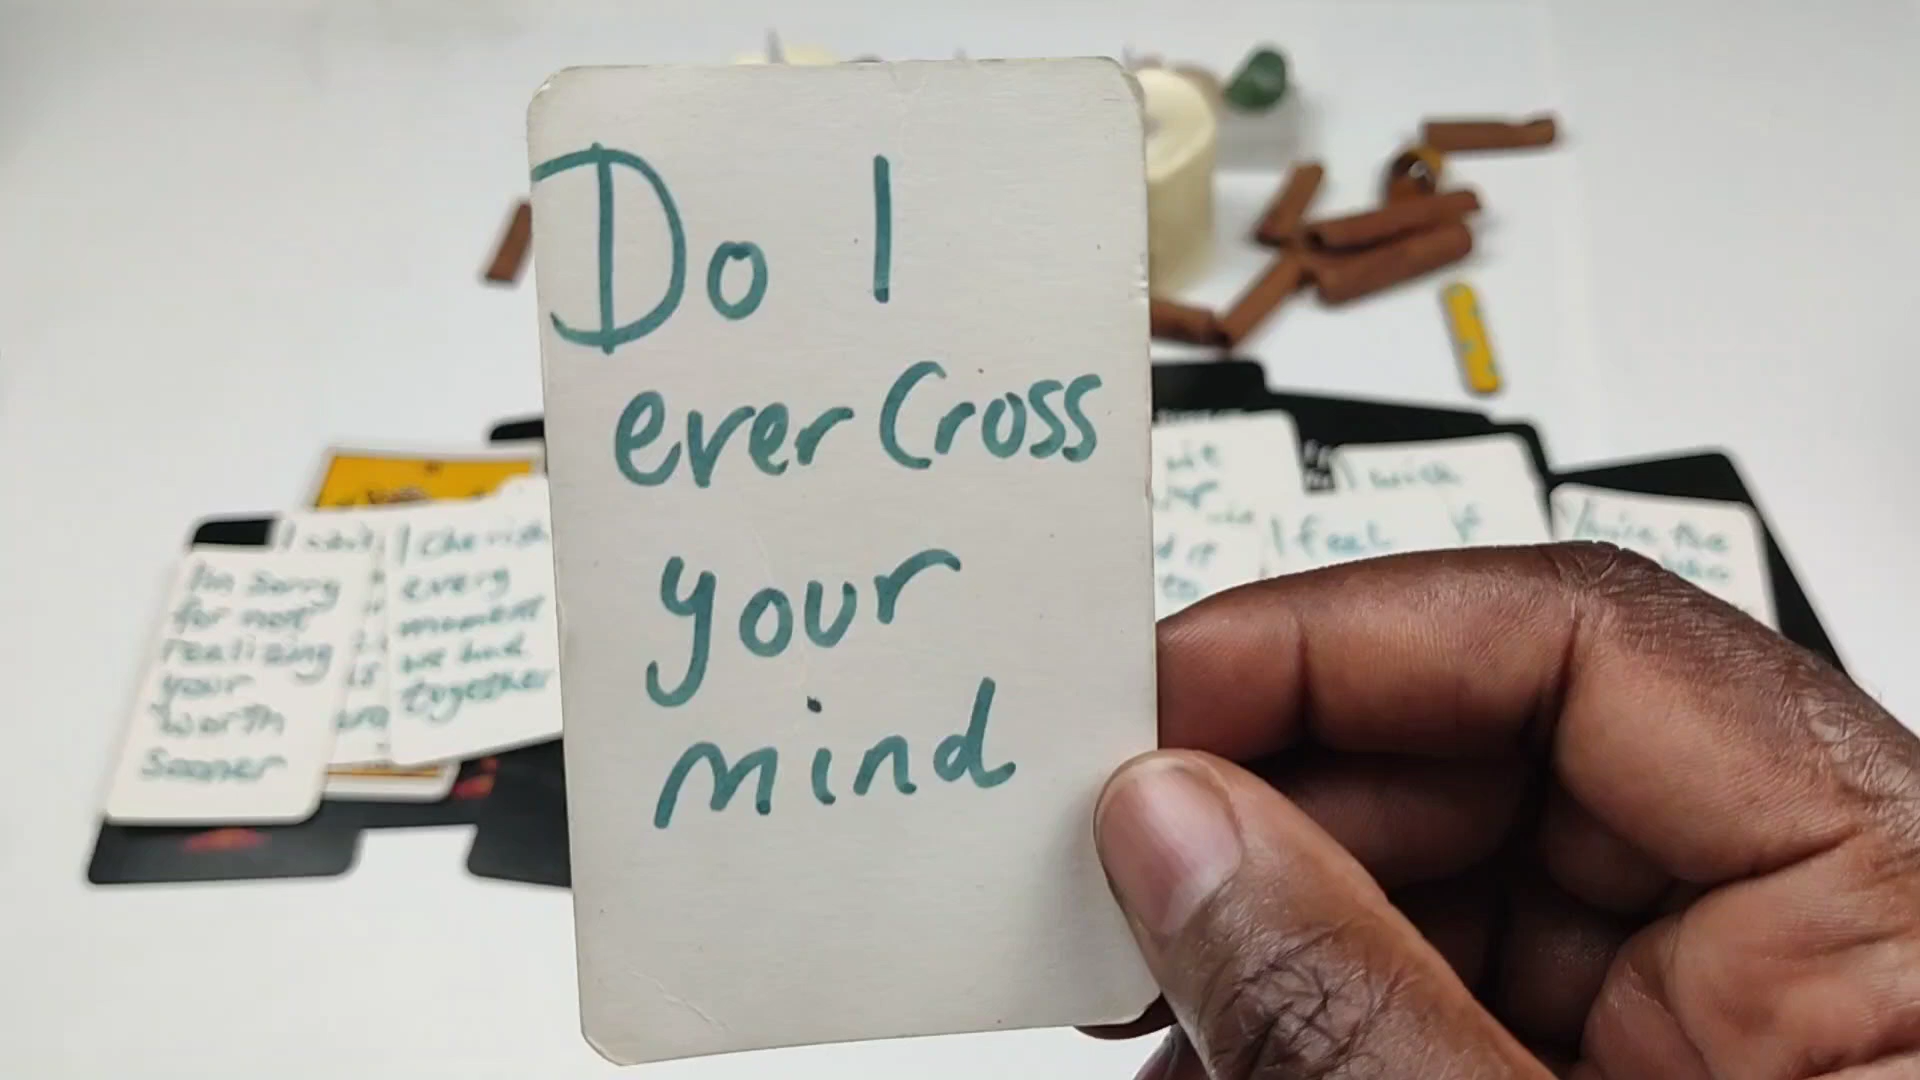 Do I
ever Cross
your
mind
I'm sorry
for not
realizing
your
worth
sooner
I cherish
every
moment
we had
together
I wish
I feel